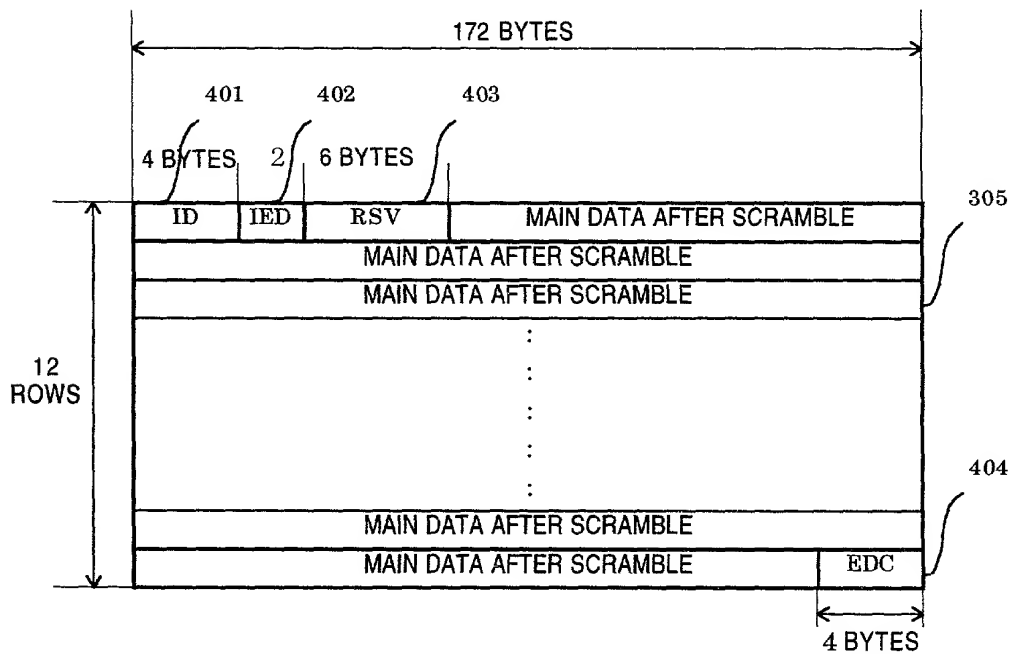 172 BYTES
401 402 403
4 BYTES 2 6 BYTES
305
ID IED RSV MAIN DATA AFTER SCRAMBLE
MAIN DATA AFTER SCRAMBLE
MAIN DATA AFTER SCRAMBLE
12
ROWS
404
MAIN DATA AFTER SCRAMBLE
MAIN DATA AFTER SCRAMBLE EDC
4 BYTES